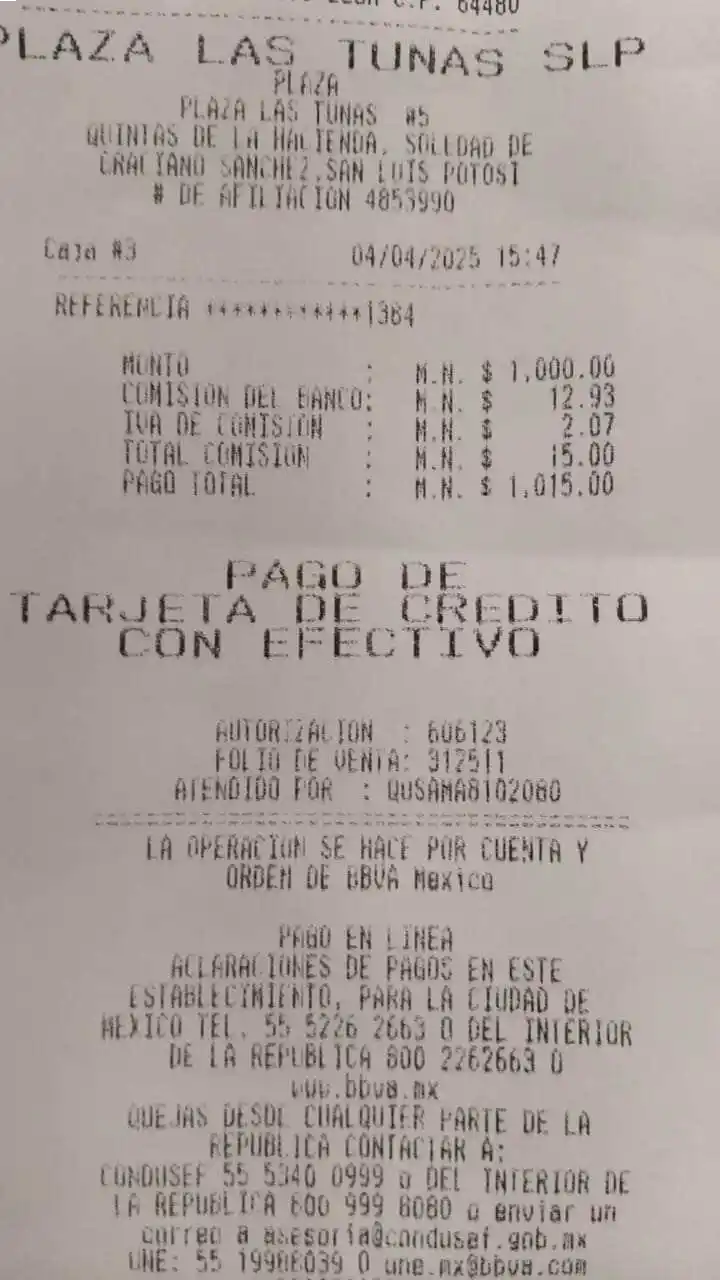 C.P. 64480
PLAZA LAS TUNAS SLP
PLAZA
PLAZA LAS TUNAS #5
QUINTAS DE LA HACIENDA, SOLEDAD DE
GRACIANO SANCHEZ,SAN LUIS POTOSI
# DE AFILIACION 4853990
Caja #3 04/04/2025 15:47
REFERENCIA ************1384
MONTO : M.N. $ 1,000.00
COMISION DEL BANCO: M.N. $ 12.93
IVA DE COMISION : M.N. $ 2.07
TOTAL COMISION : M.N. $ 15.00
PAGO TOTAL : M.N. $ 1,015.00
PAGO DE
TARJETA DE CREDITO
CON EFECTIVO
AUTORIZACION : 606123
FOLIO DE VENTA: 312511
ATENDIDO POR : QUSAMA8102080
LA OPERACION SE HACE POR CUENTA Y
ORDEN DE BBVA Mexico
PAGO EN LINEA
ACLARACIONES DE PAGOS EN ESTE
ESTABLECIMIENTO, PARA LA CIUDAD DE
MEXICO TEL. 55 5226 2663 O DEL INTERIOR
DE LA REPUBLICA 800 2262663 O
www.bbva.mx
QUEJAS DESDE CUALQUIER PARTE DE LA
REPUBLICA CONTACTAR A:
CONDUSEF 55 5340 0999 o DEL INTERIOR DE
LA REPUBLICA 800 999 8080 o enviar un
correo a asesoria@condusef.gob.mx
UNE: 55 19986039 O une.mx@bbva.com